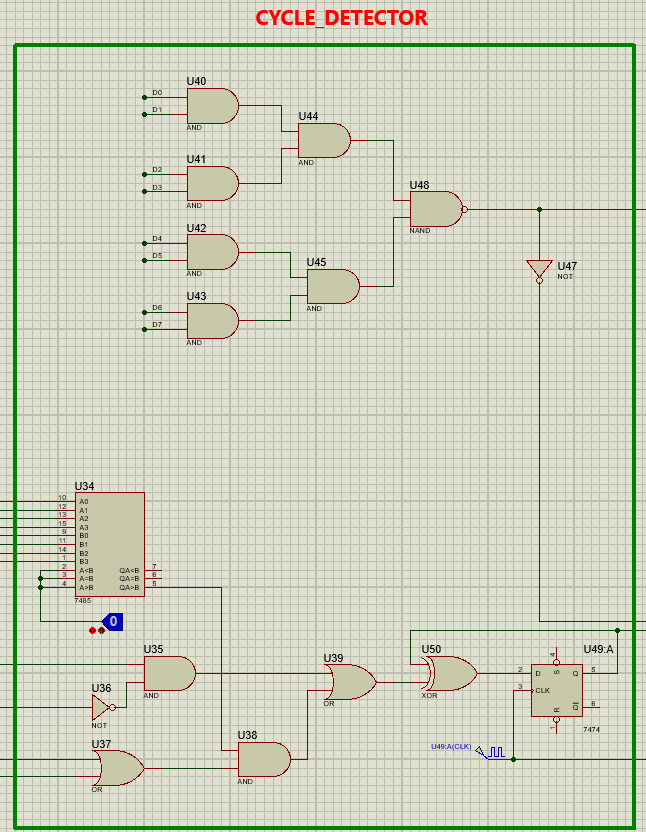 CYCLE_DETECTOR
U40
D0
D1
AND
U44
AND
U41
D2
D3
AND
U48
NAND
U42
D4
D5
AND
U45
AND
U47
NOT
U43
D6
D7
AND
U34
10 A0
12 A1
13 A2
15 A3
9 B0
11 B1
14 B2
1 B3
2 A<B QA<B 7
3 A=B QA=B 6
4 A>B QA>B 5
7485
0
U35
AND
U36
NOT
U37
OR
U38
AND
U39
OR
U50
XOR
U49:A
4
S
2 D Q 5
3 CLK
R Q 6
1
7474
U49:A(CLK)